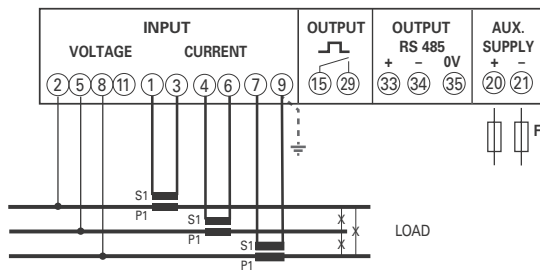 INPUT OUTPUT OUTPUT AUX.
VOLTAGE CURRENT RS 485 SUPPLY
+ – 0V + –
2 5 8 11 1 3 4 6 7 9 15 29 33 34 35 20 21
F
S1
P1
S1
P1
X
LOAD
X X
S1
P1